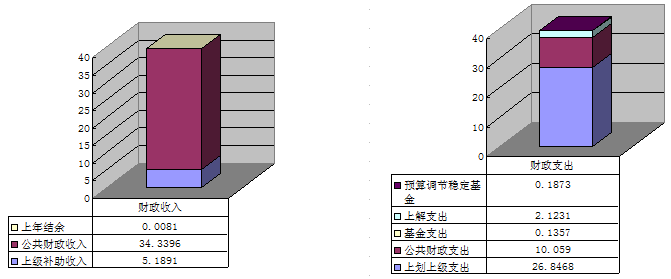 40
35
30
25
20
15
10
5
0
财政收入
上年结余 0.0081
公共财政收入 34.3396
上级补助收入 5.1891
40
30
20
10
0
财政支出
预算调节稳定基
金 0.1873
上解支出 2.1231
基金支出 0.1357
公共财政支出 10.059
上划上级支出 26.8468